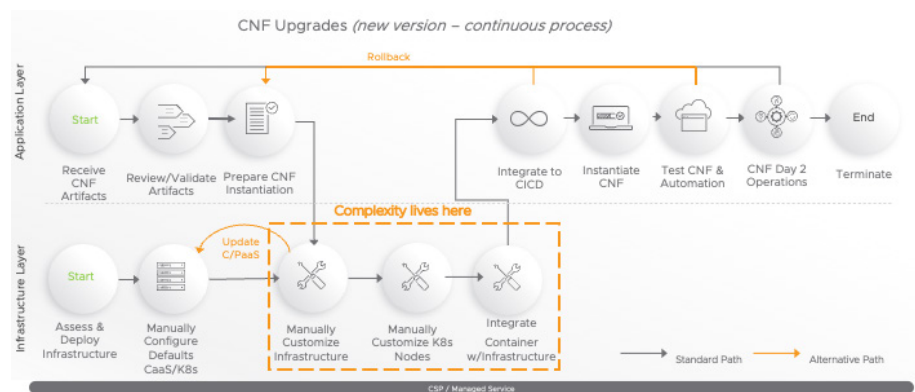 CNF Upgrades (new version – continuous process)
Rollback
Application Layer
Start
End
Receive
CNF
Artifacts
Review/Validate
Artifacts
Prepare CNF
Instantiation
Integrate to
CICD
Instantiate
CNF
Test CNF &
Automation
CNF Day 2
Operations
Terminate
Complexity lives here
Infrastructure Layer
Update
C/PaaS
Start
Assess &
Deploy
Infrastructure
Manually
Configure
Defaults
CaaS/K8s
Manually
Customize
Infrastructure
Manually
Customize K8s
Nodes
Integrate
Container
w/Infrastructure
Standard Path
Alternative Path
CSP / Managed Service